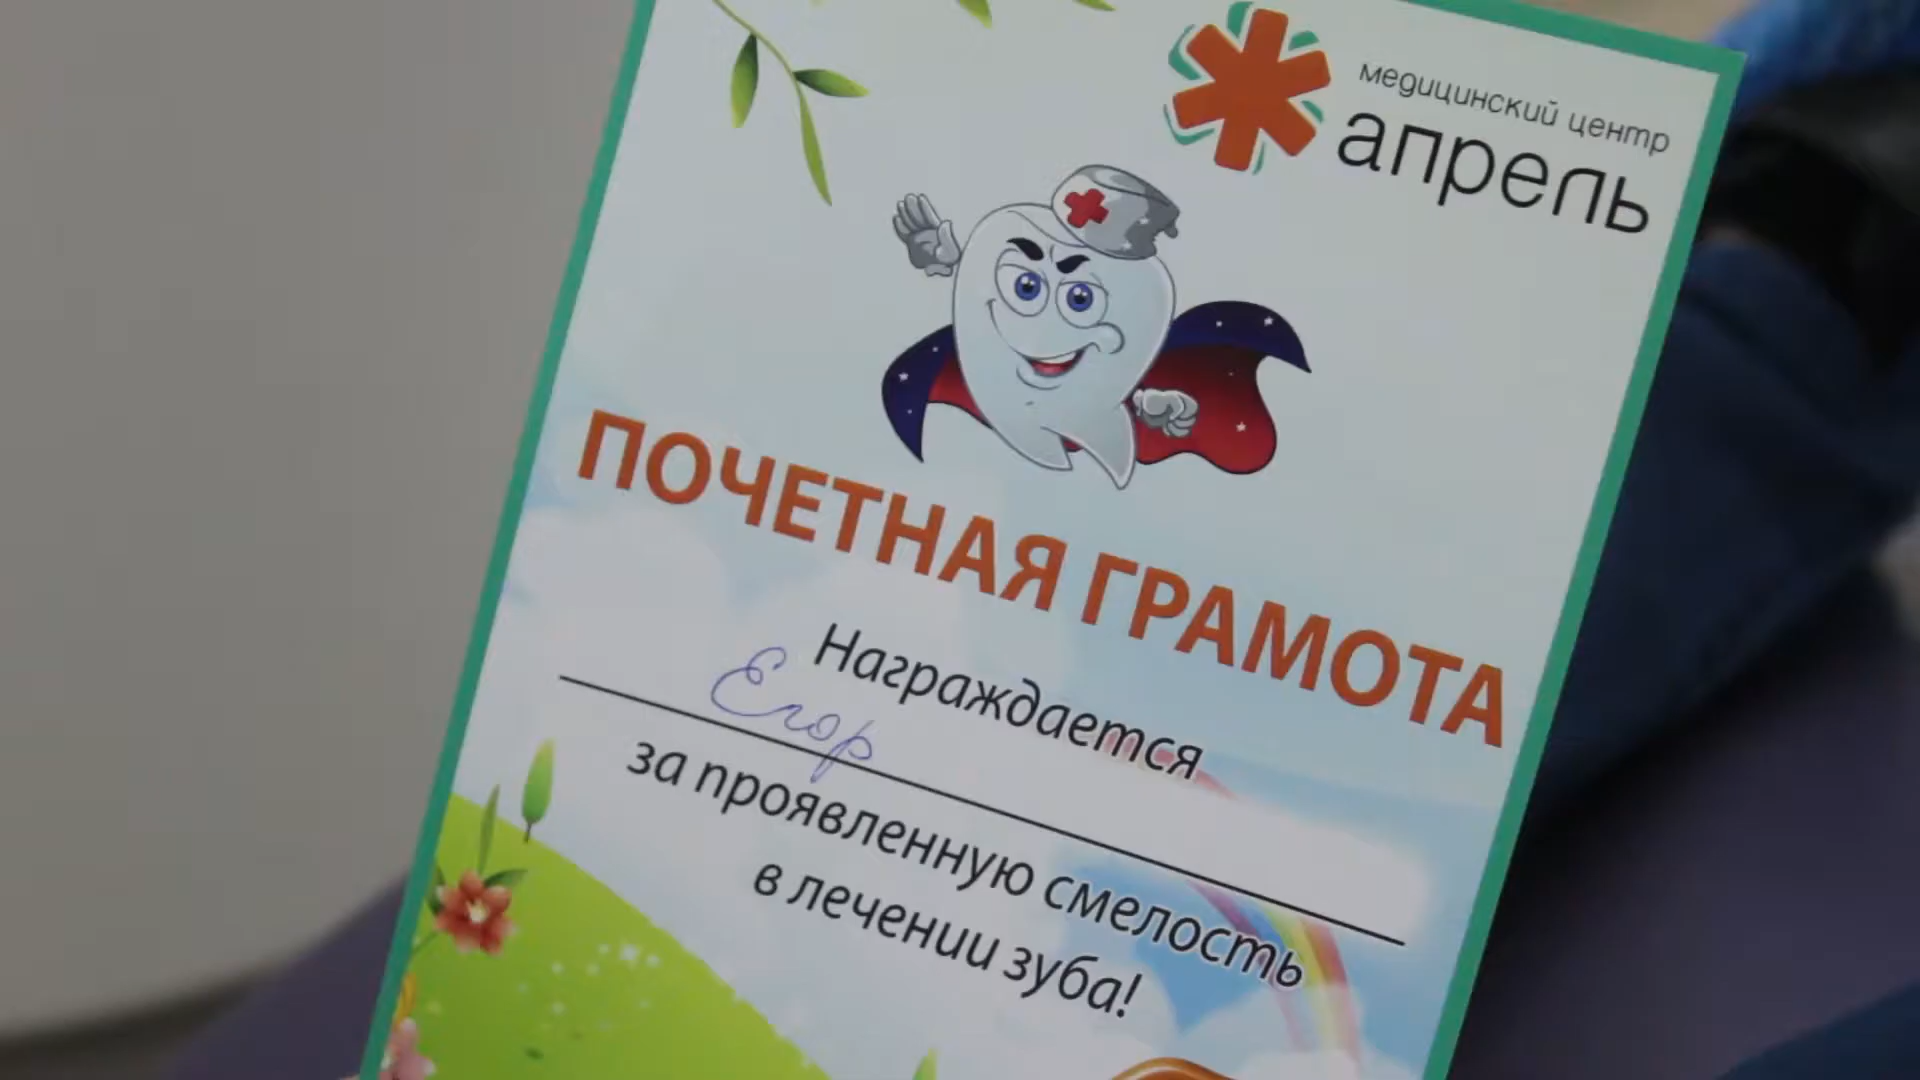 медицинский центр
апрель
ПОЧЕТНАЯ ГРАМОТА
Награждается
Егор
за проявленную смелость
в лечении зуба!